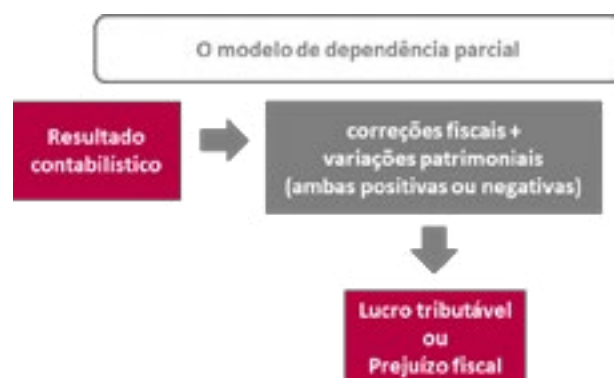 O modelo de dependência parcial
Resultado
contabilístico
correções fiscais +
variações patrimoniais
(ambas positivas ou negativas)
Lucro tributável
ou
Prejuízo fiscal